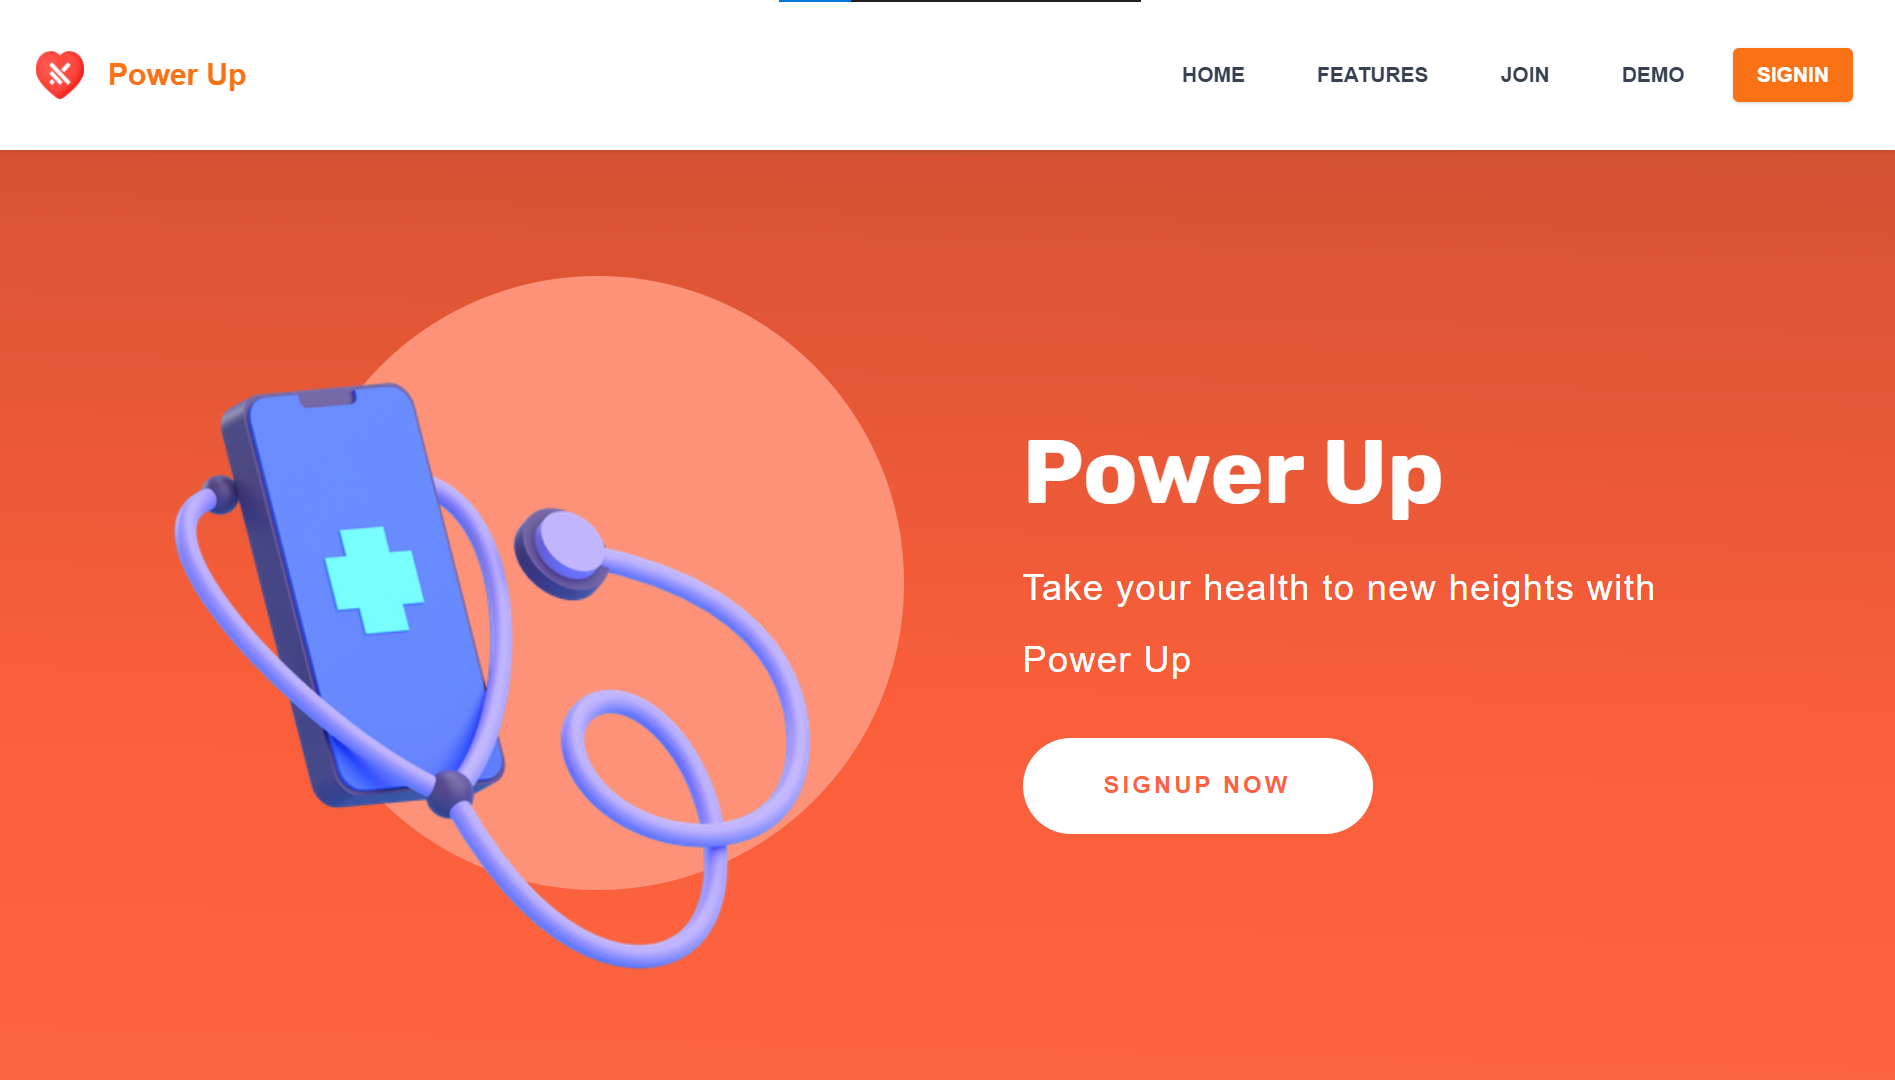 Power Up
HOME
FEATURES
JOIN
DEMO
SIGNIN
Power Up
Take your health to new heights with
Power Up
SIGNUP NOW